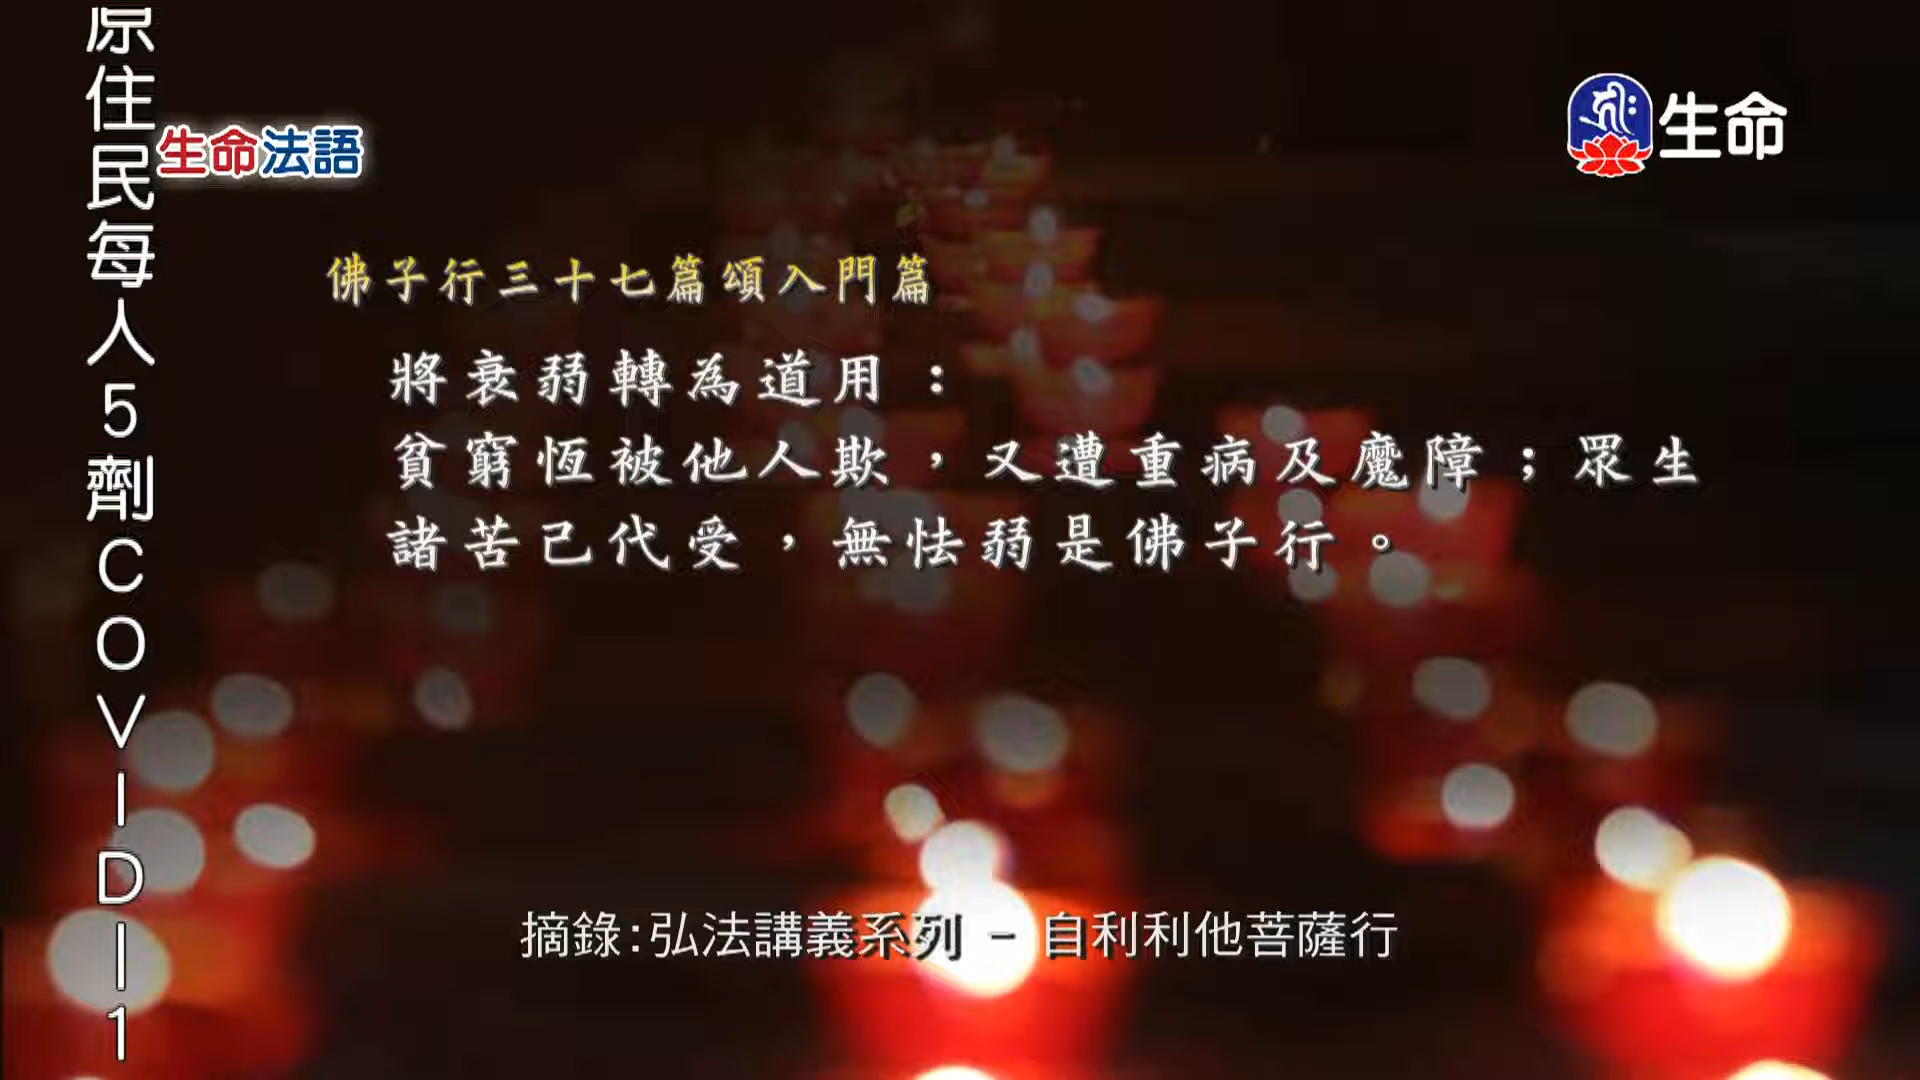 原住民每人5劑COVID-1
生命法語
生命
佛子行三十七篇頌入門篇
將衰弱轉為道用：
貧窮恆被他人欺，又遭重病及魔障；眾生
諸苦己代受，無怯弱是佛子行。
摘錄:弘法講義系列 - 自利利他菩薩行